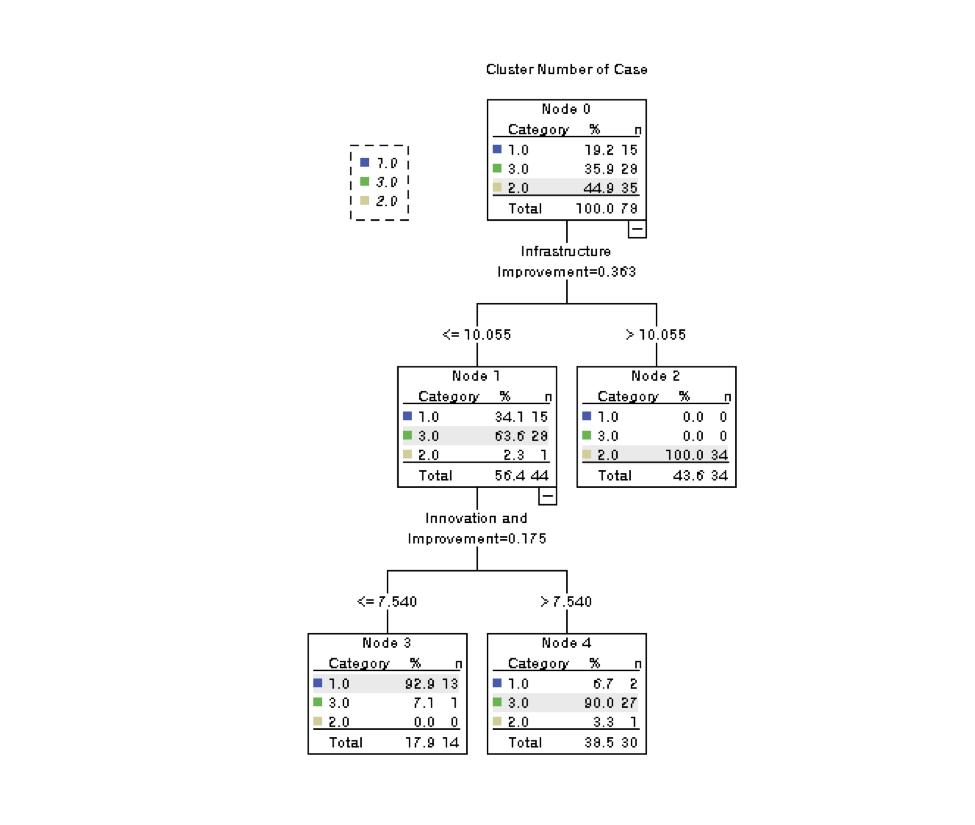 Cluster Number of Case
Node 0
Category % n
1.0 19.2 15
3.0 35.9 28
2.0 44.9 35
Total 100.0 78
1.0
3.0
2.0
Infrastructure
Improvement=0.363
<= 10.055
> 10.055
Node 1
Category % n
1.0 34.1 15
3.0 63.6 28
2.0 2.3 1
Total 56.4 44
Node 2
Category % n
1.0 0.0 0
3.0 0.0 0
2.0 100.0 34
Total 43.6 34
Innovation and
Improvement=0.175
<= 7.540
> 7.540
Node 3
Category % n
1.0 92.9 13
3.0 7.1 1
2.0 0.0 0
Total 17.9 14
Node 4
Category % n
1.0 6.7 2
3.0 90.0 27
2.0 3.3 1
Total 38.5 30